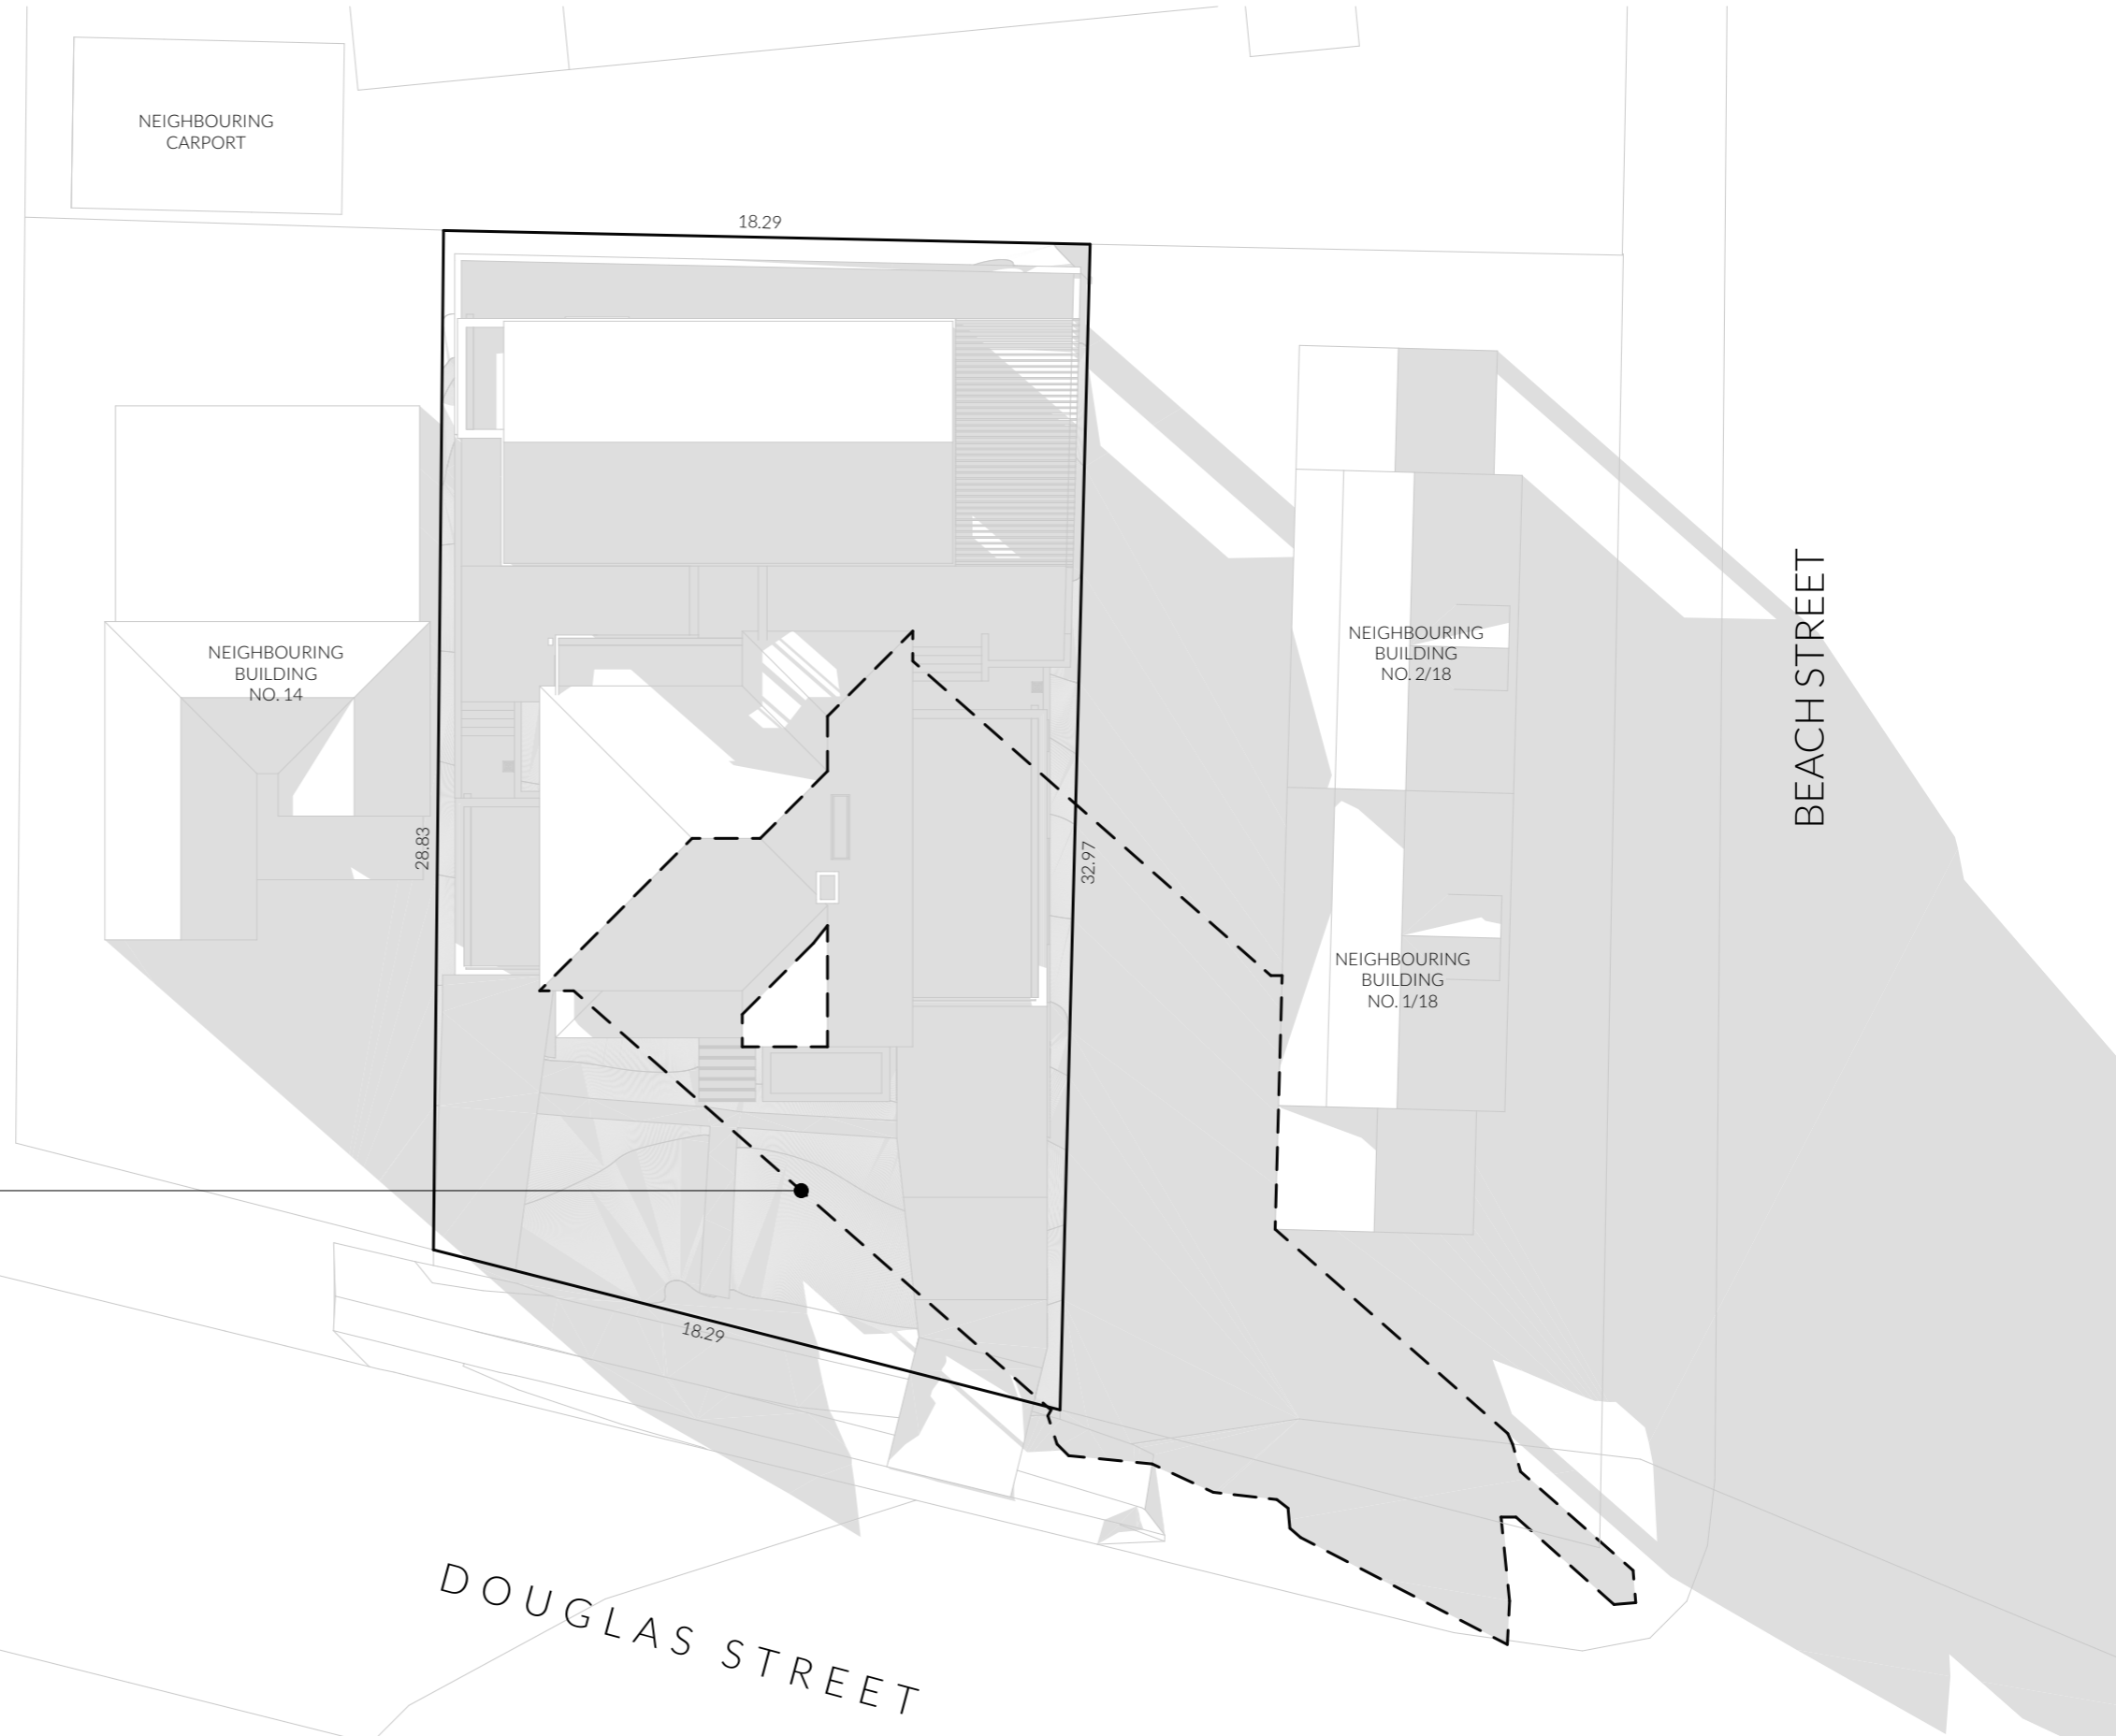 NEIGHBOURING
CARPORT
18.29
NEIGHBOURING
BUILDING
NO. 14
NEIGHBOURING
BUILDING
NO. 2/18
BEACH STREET
28.83
32.97
NEIGHBOURING
BUILDING
NO. 1/18
18.29
DOUGLAS STREET